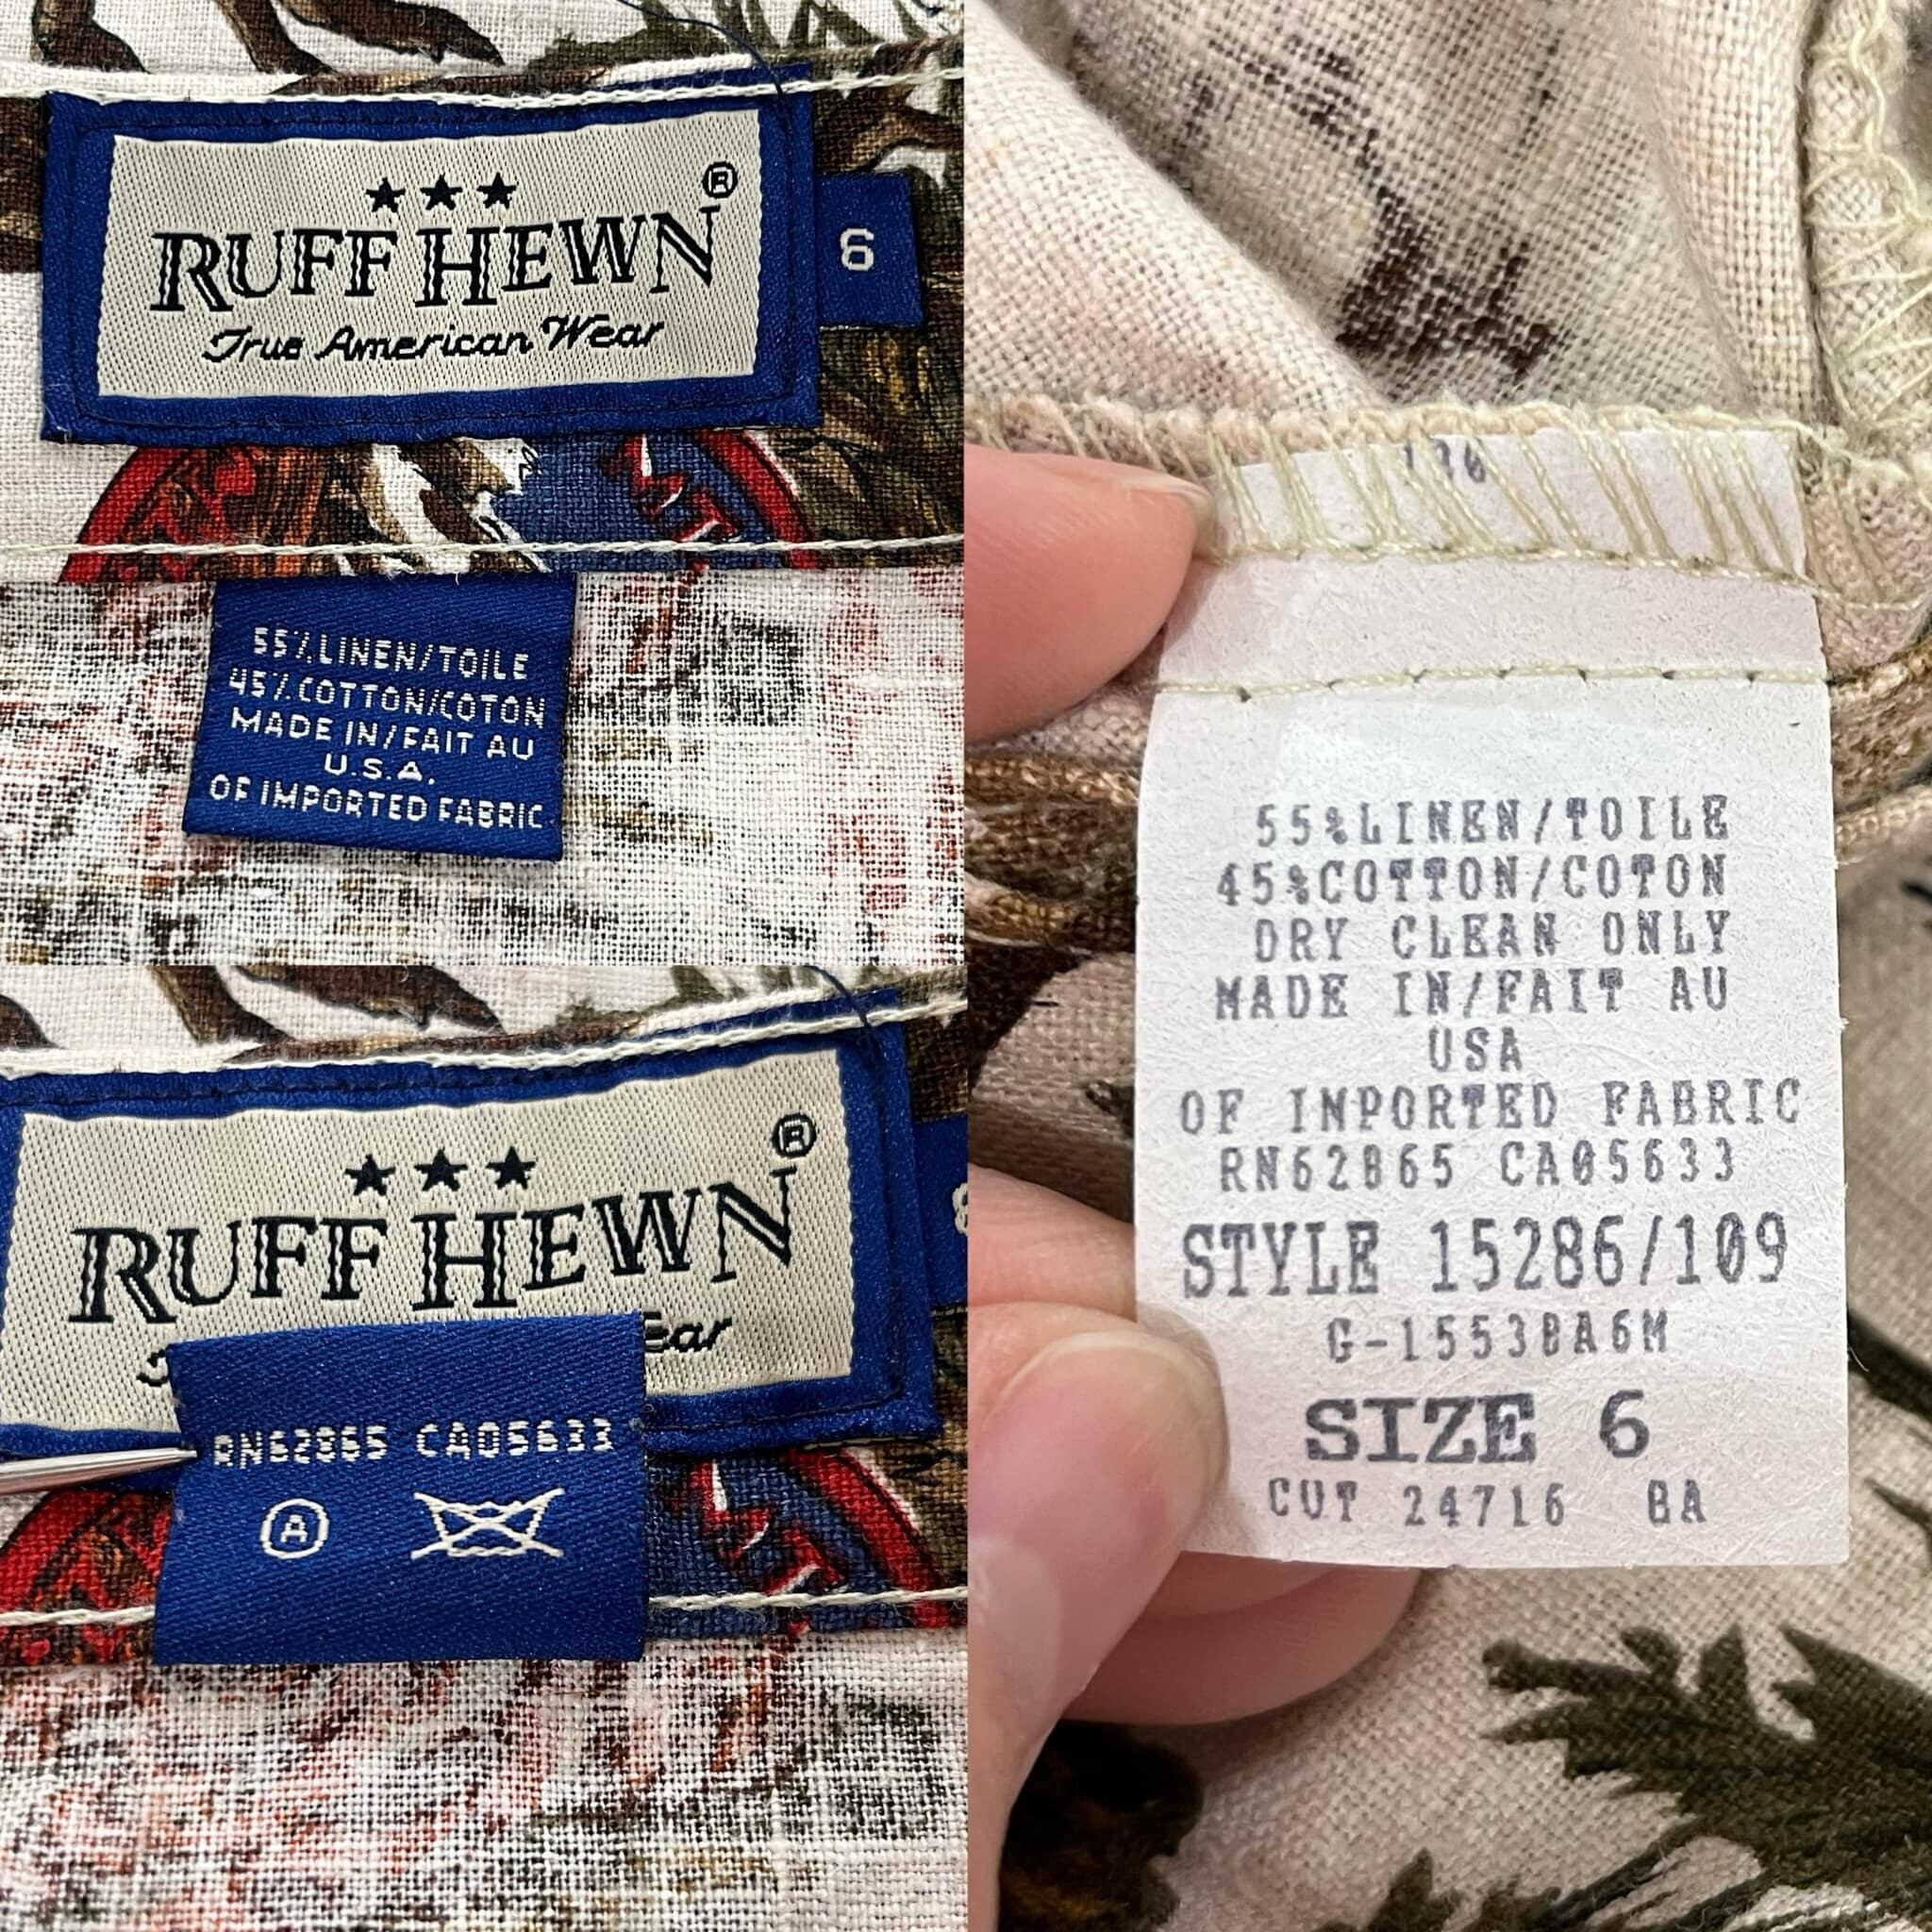 ★★★
RUFF HEWN®
True American Wear
6
55%LINEN/TOILE
45%COTTON/COTON
MADE IN/FAIT AU
U.S.A.
OF IMPORTED FABRIC
★★★
RUFF HEWN®
ear
RN62865 CA05633
A
55%LINEN/TOILE
45%COTTON/COTON
DRY CLEAN ONLY
MADE IN/FAIT AU
USA
OF IMPORTED FABRIC
RN62865 CA05633
STYLE 15286/109
G-15538A6M
SIZE 6
CUT 24716 BA